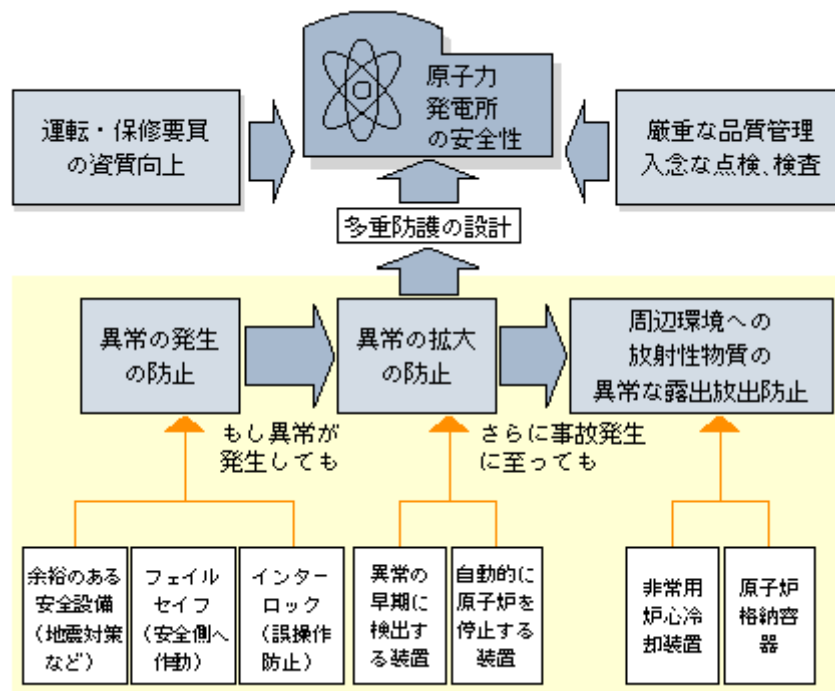 原子力
発電所
の安全性
運転・保修要員
の資質向上
厳重な品質管理
入念な点検、検査
多重防護の設計
異常の発生
の防止
異常の拡大
の防止
周辺環境への
放射性物質の
異常な露出放出防止
もし異常が
発生しても
さらに事故発生
に至っても
余裕のある
安全設備
（地震対策
など）
フェイル
セイフ
（安全側へ
作動）
インター
ロック
（誤操作
防止）
異常の
早期に
検出す
る装置
自動的に
原子炉を
停止する
装置
非常用
炉心冷
却装置
原子炉
格納容
器